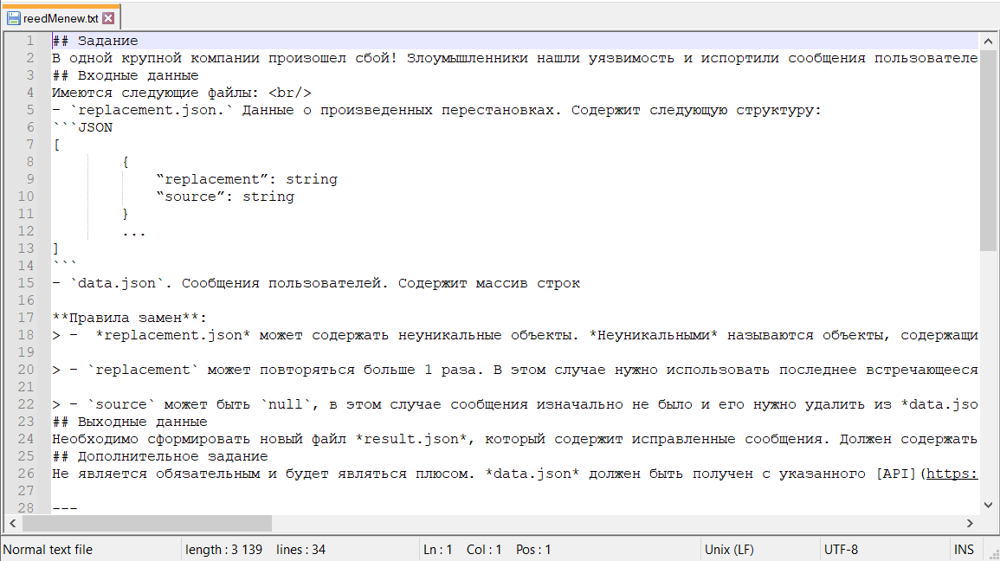 reedMenew.txt
1 ## Задание
2 В одной крупной компании произошел сбой! Злоумышленники нашли уязвимость и испортили сообщения пользователе
3 ## Входные данные
4 Имеются следующие файлы: <br/>
5 - `replacement.json.` Данные о произведенных перестановках. Содержит следующую структуру:
6 ```JSON
7 [
8 {
9 “replacement”: string
10 “source”: string
11 }
12 ...
13 ]
14 ```
15 - `data.json`. Сообщения пользователей. Содержит массив строк
16
17 **Правила замен**:
18 > -  *replacement.json* может содержать неуникальные объекты. *Неуникальными* называются объекты, содержащи
19
20 > - `replacement` может повторяться больше 1 раза. В этом случае нужно использовать последнее встречающееся
21
22 > - `source` может быть `null`, в этом случае сообщения изначально не было и его нужно удалить из *data.jso
23 ## Выходные данные
24 Необходимо сформировать новый файл *result.json*, который содержит исправленные сообщения. Должен содержать
25 ## Дополнительное задание
26 Не является обязательным и будет являться плюсом. *data.json* должен быть получен с указанного [API](https:
27
28 ---
Normal text file length : 3 139 lines : 34 Ln : 1 Col : 1 Pos : 1 Unix (LF) UTF-8 INS